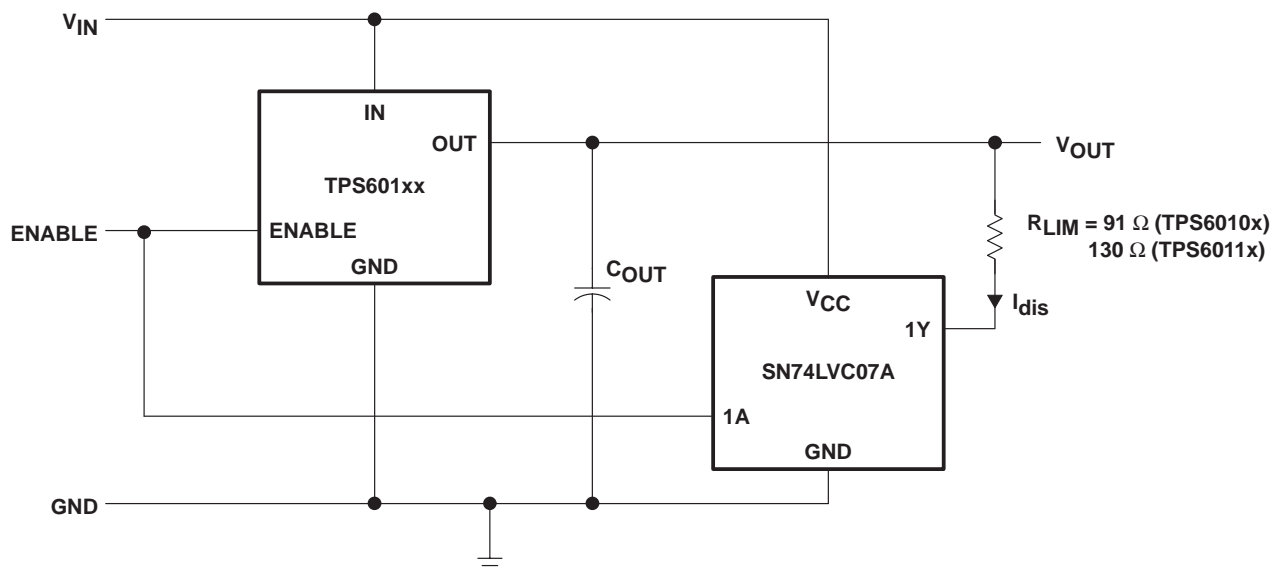 VIN
IN
OUT
VOUT
TPS601xx
RLIM = 91 Ω (TPS6010x)
130 Ω (TPS6011x)
ENABLE
ENABLE
GND
COUT
VCC
Idis
1Y
SN74LVC07A
1A
GND
GND